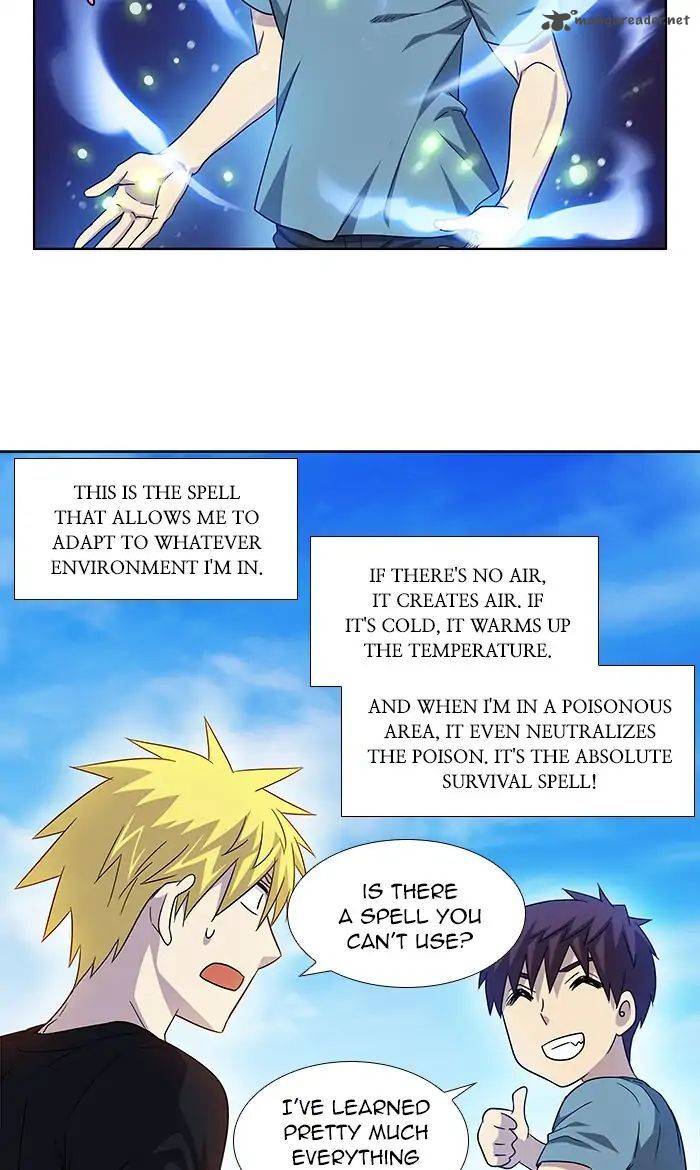 mangareader.net
THIS IS THE SPELL
THAT ALLOWS ME TO
ADAPT TO WHATEVER
ENVIRONMENT I'M IN.
IF THERE'S NO AIR,
IT CREATES AIR. IF
IT'S COLD, IT WARMS UP
THE TEMPERATURE.
AND WHEN I'M IN A POISONOUS
AREA, IT EVEN NEUTRALIZES
THE POISON. IT'S THE ABSOLUTE
SURVIVAL SPELL!
IS THERE
A SPELL YOU
CAN'T USE?
I'VE LEARNED
PRETTY MUCH
EVERYTHING